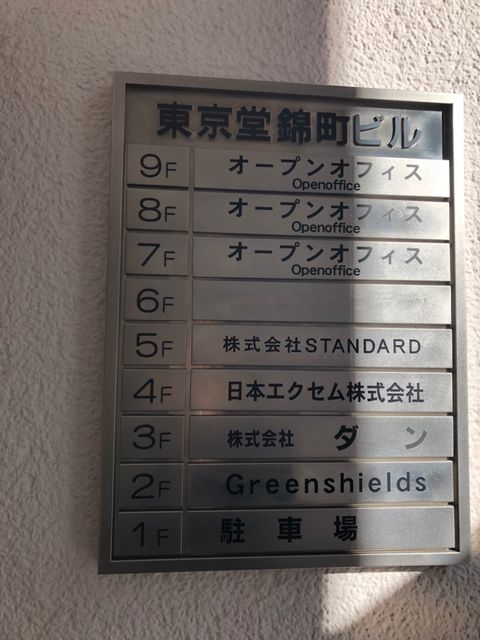 東京堂錦町ビル
9F オープンオフィス
Openoffice
8F オープンオフィス
Openoffice
7F オープンオフィス
Openoffice
6F
5F 株式会社STANDARD
4F 日本エクセム株式会社
3F 株式会社 ダン
2F Greenshields
1F 駐車場